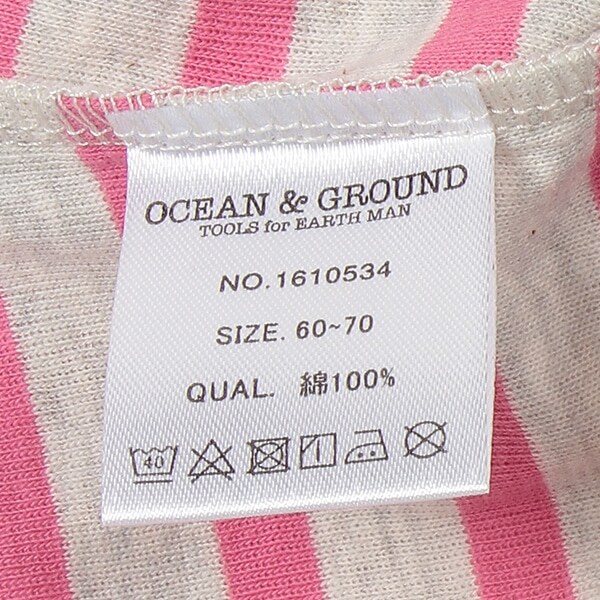 OCEAN & GROUND
TOOLS for EARTH MAN
NO.1610534
SIZE. 60~70
QUAL. 綿100%
40